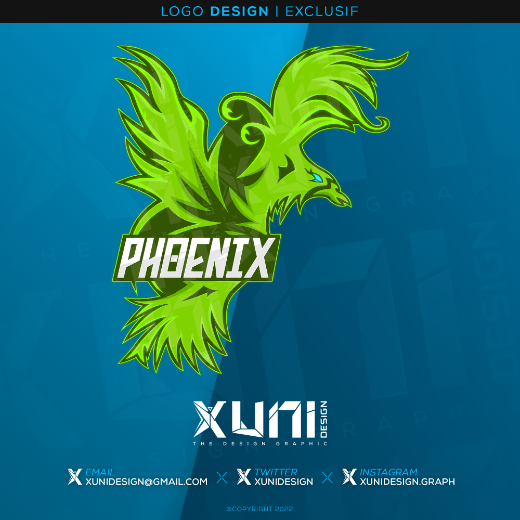 LOGO DESIGN | EXCLUSIF
PHOENIX
XUNI DESIGN
THE DESIGN GRAPHIC
EMAIL
XUNIDESIGN@GMAIL.COM
TWITTER
XUNIDESIGN
INSTAGRAM
XUNIDESIGN.GRAPH
©COPYRIGHT 2022